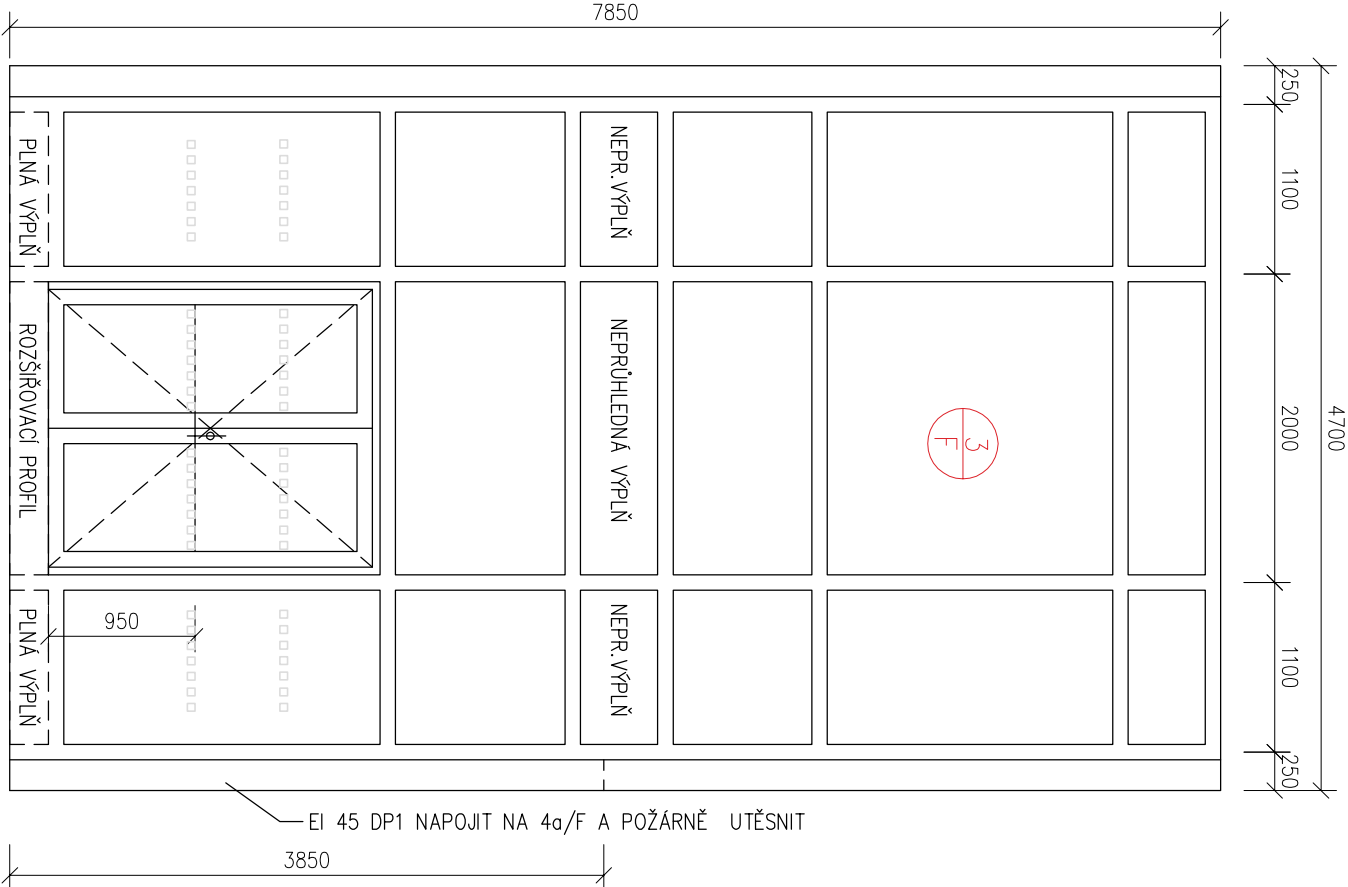 7850
4700
250
1100
2000
1100
250
PLNÁ VÝPLŇ
NEPR.VÝPLŇ
ROZŠIŘOVACÍ PROFIL
NEPRŮHLEDNÁ VÝPLŇ
3
F
PLNÁ VÝPLŇ
950
NEPR.VÝPLŇ
EI 45 DP1 NAPOJIT NA 4a/F A POŽÁRNĚ UTĚSNIT
3850